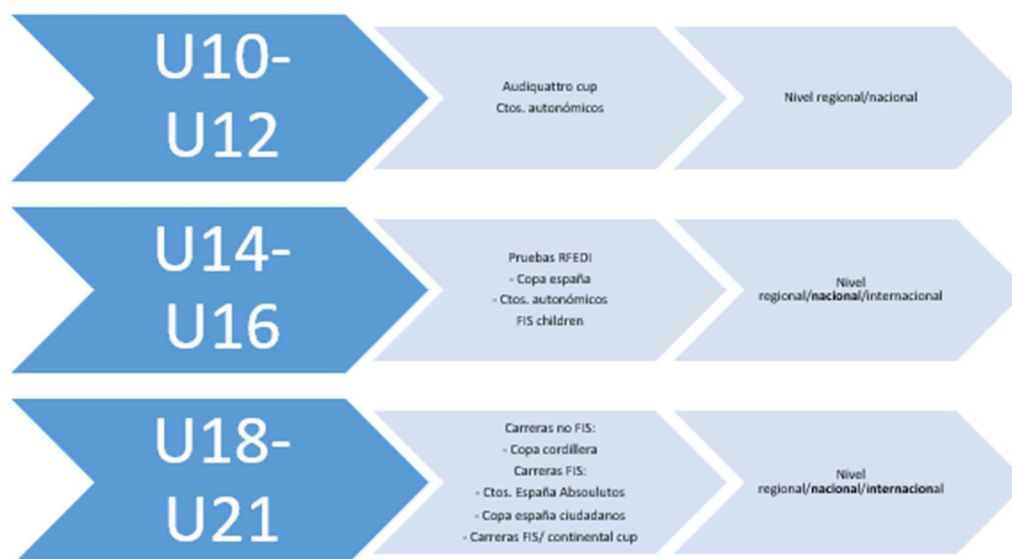 U10-
U12
Audiquattro cup
Ctos. autonómicos
Nivel regional/nacional
U14-
U16
Pruebas RFEDI
- Copa españa
- Ctos. autonómicos
FIS children
Nivel
regional/nacional/internacional
U18-
U21
Carreras no FIS:
- Copa cordillera
Carreras FIS:
- Ctos. España Absoulutos
- Copa españa ciudadanos
- Carreras FIS/ continental cup
Nivel
regional/nacional/internacional